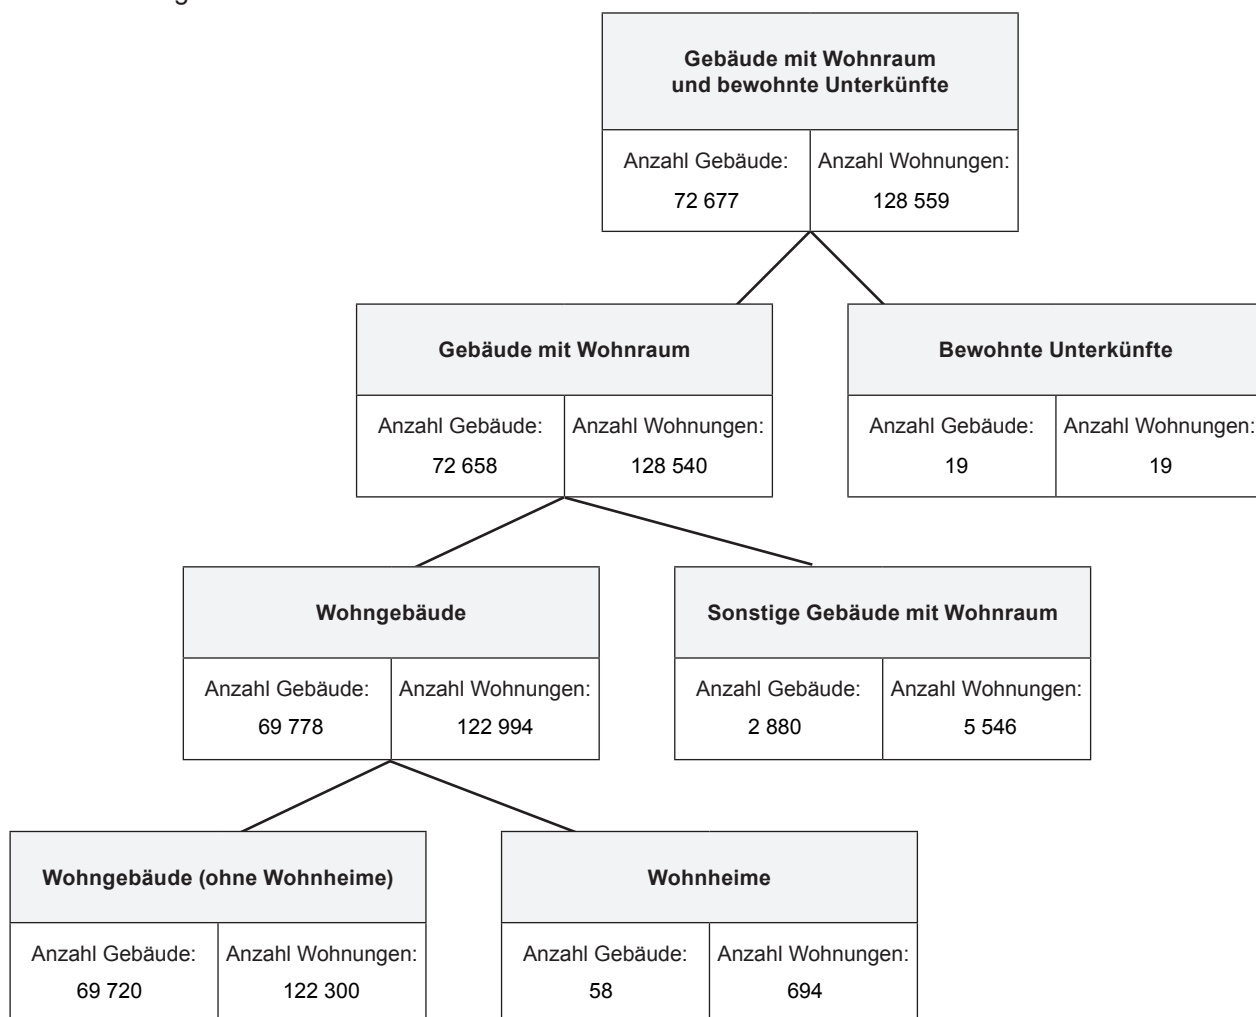 Gebäude mit Wohnraum
und bewohnte Unterkünfte
Anzahl Gebäude: Anzahl Wohnungen:
72 677 128 559
Gebäude mit Wohnraum
Anzahl Gebäude: Anzahl Wohnungen:
72 658 128 540
Bewohnte Unterkünfte
Anzahl Gebäude: Anzahl Wohnungen:
19 19
Wohngebäude
Anzahl Gebäude: Anzahl Wohnungen:
69 778 122 994
Sonstige Gebäude mit Wohnraum
Anzahl Gebäude: Anzahl Wohnungen:
2 880 5 546
Wohngebäude (ohne Wohnheime)
Anzahl Gebäude: Anzahl Wohnungen:
69 720 122 300
Wohnheime
Anzahl Gebäude: Anzahl Wohnungen:
58 694